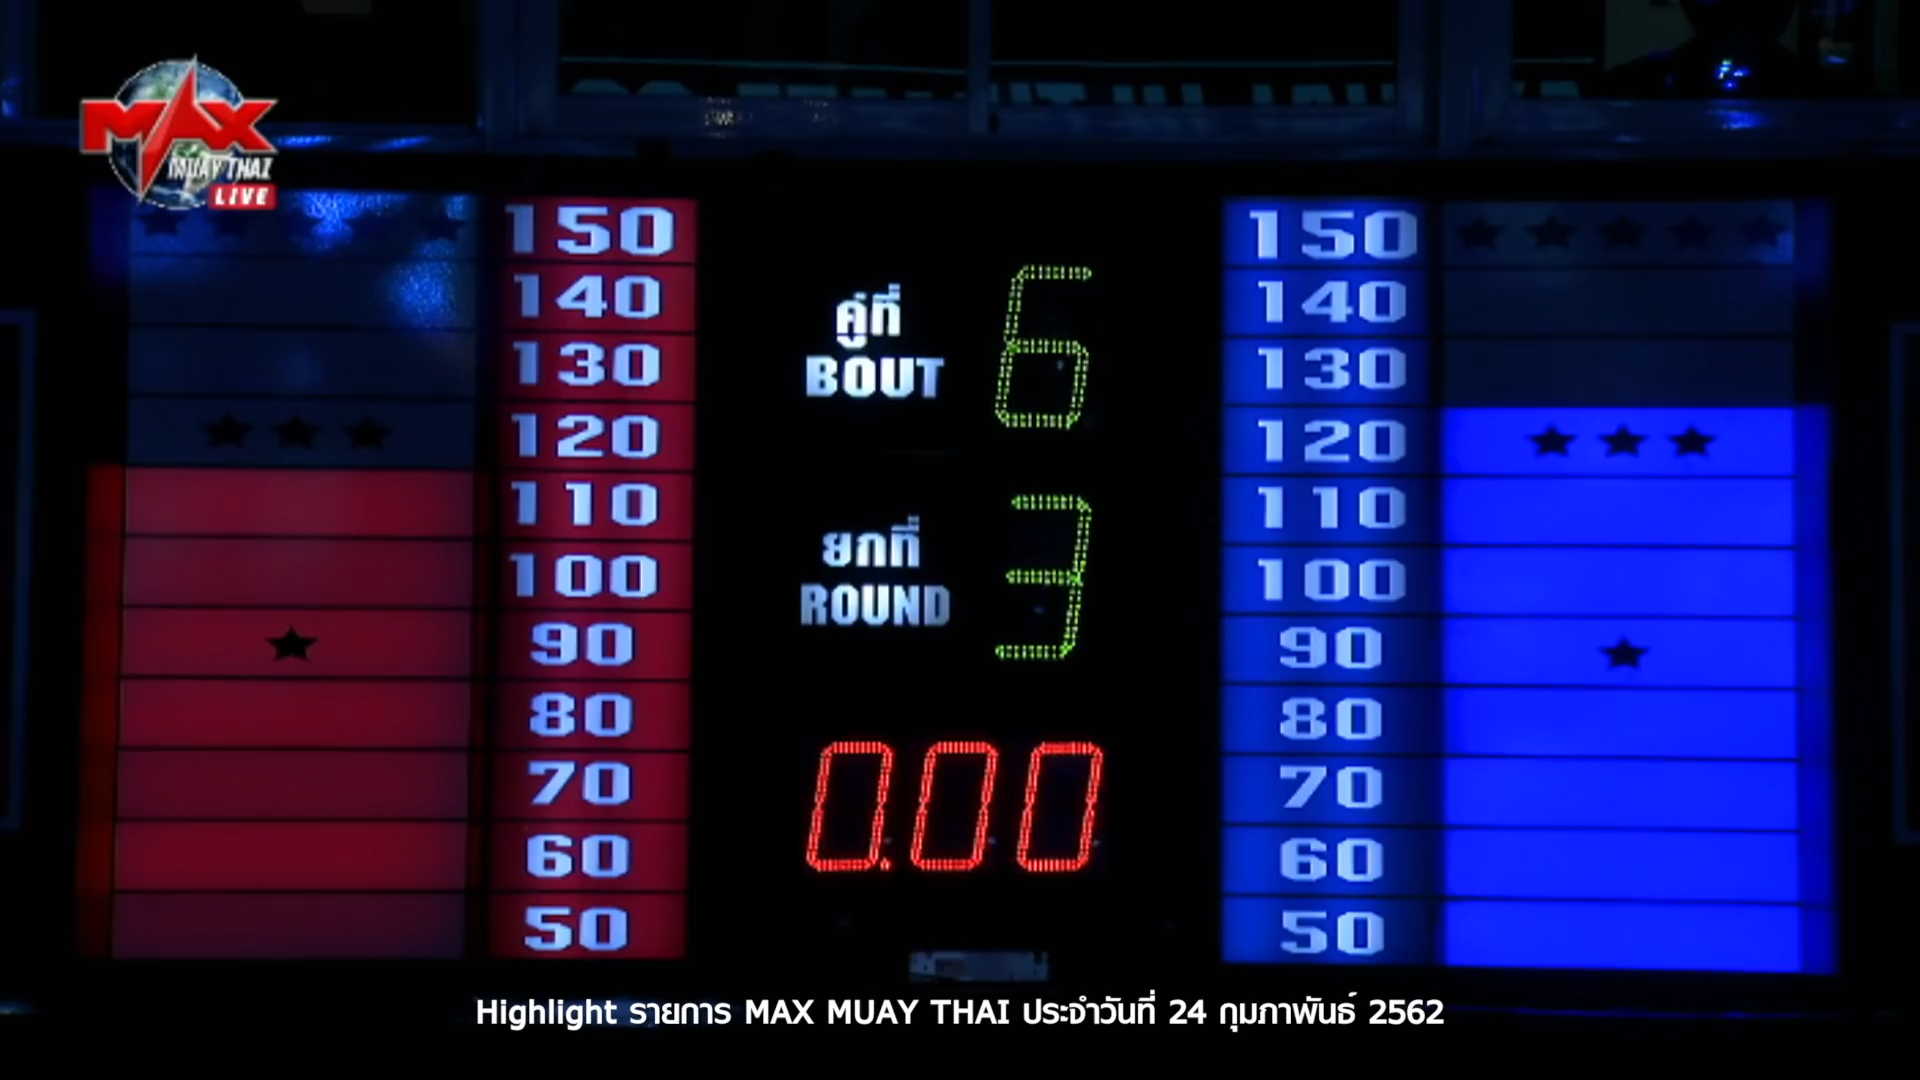 MAX
MUAY THAI
LIVE
150
140
130
120
110
100
90
80
70
60
50
คู่ที่
BOUT 6
ยกที่
ROUND 3
0.00
150
140
130
120
110
100
90
80
70
60
50
Highlight รายการ MAX MUAY THAI ประจำวันที่ 24 กุมภาพันธ์ 2562